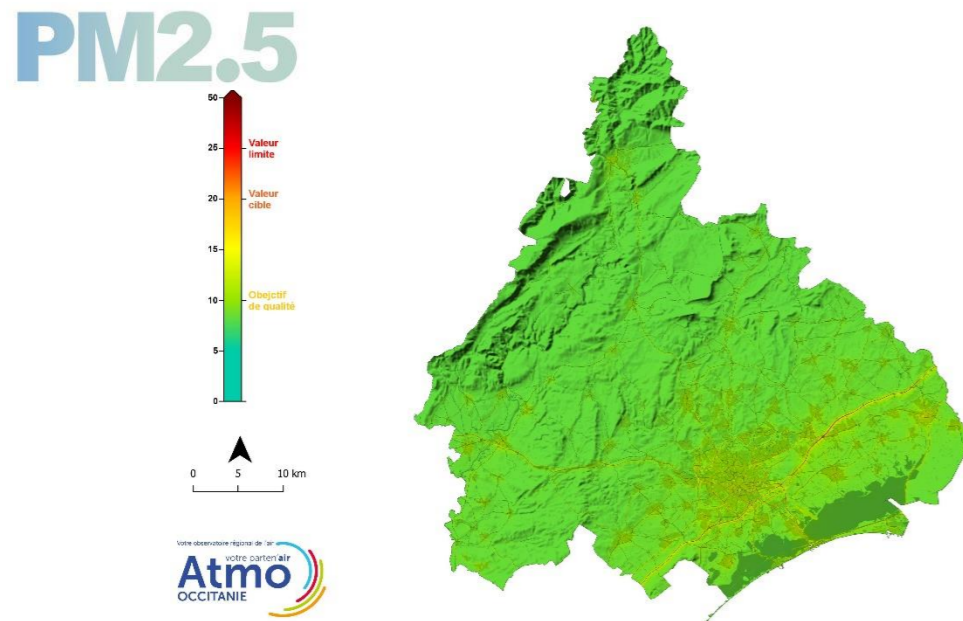 PM2.5
50
Valeur
limite
25
Valeur
cible
20
15
Obejctif
de qualité
10
5
0
0 5 10 km
Votre observatoire régional de l'air
votre parten'air
Atmo
OCCITANIE